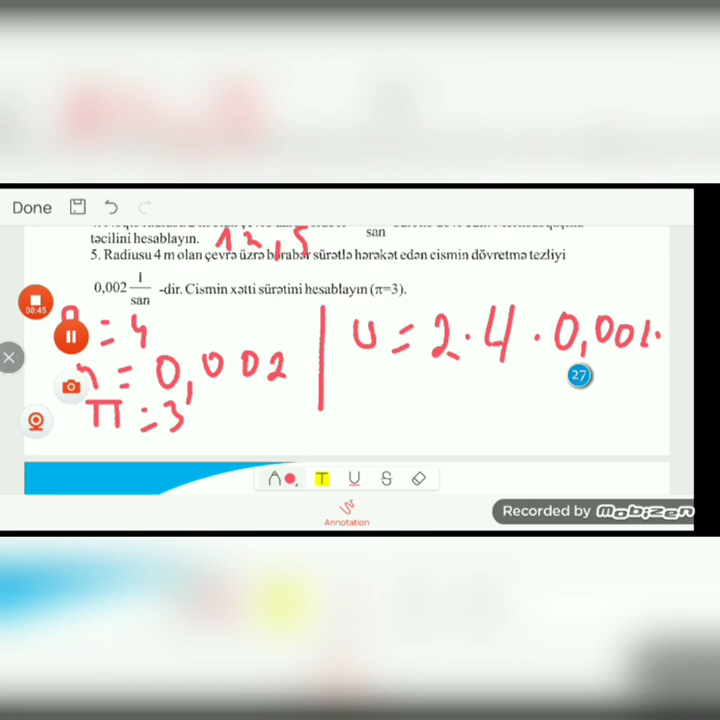 Done
təcilini hesablayın. 12,5
san
5. Radiusu 4 m olan çevrə üzrə bərabər sürətlə hərəkət edən cismin dövretmə tezliyi
0,002 1/san -dir. Cismin xətti sürətini hesablayın (π=3).
08:45
= 4
n = 0,002
π = 3
υ = 2·4·0,002·
27
T U S
Annotation
Recorded by Mobizen